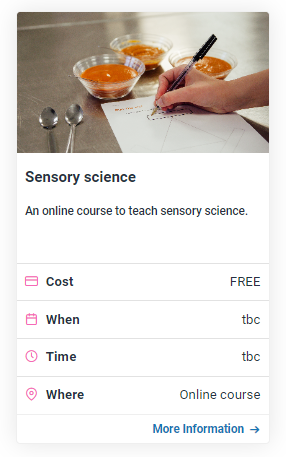 Sensory science
An online course to teach sensory science.
Cost FREE
When tbc
Time tbc
Where Online course
More Information →